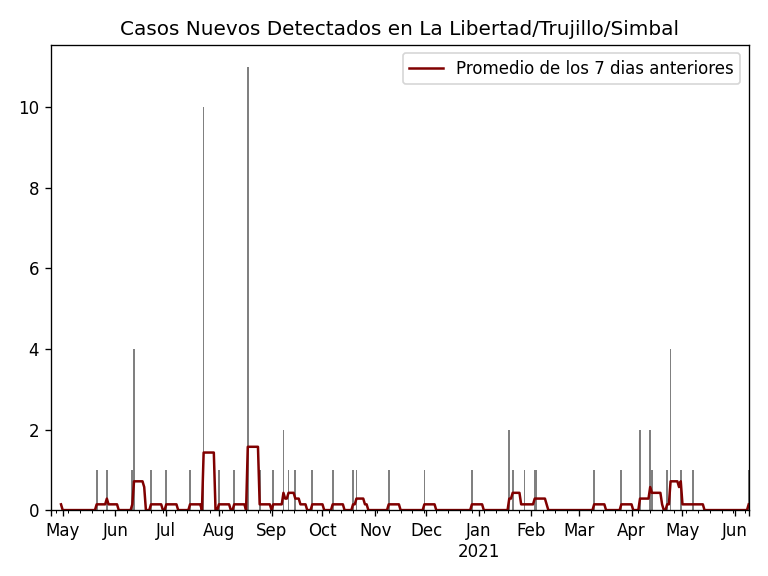 Casos Nuevos Detectados en La Libertad/Trujillo/Simbal
Promedio de los 7 dias anteriores
10
8
6
4
2
0
May Jun Jul Aug Sep Oct Nov Dec Jan Feb Mar Apr May Jun
2021